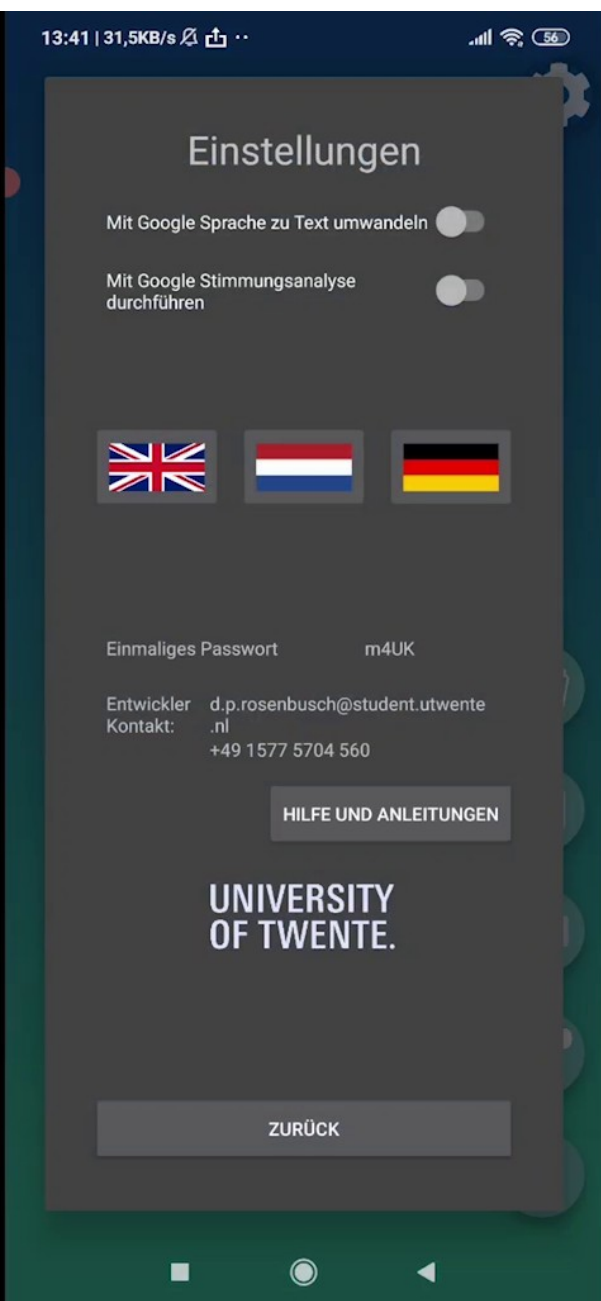 13:41 | 31,5KB/s
56
Einstellungen
Mit Google Sprache zu Text umwandeln
Mit Google Stimmungsanalyse
durchführen
Einmaliges Passwort m4UK
Entwickler d.p.rosenbusch@student.utwente
Kontakt: .nl
+49 1577 5704 560
HILFE UND ANLEITUNGEN
UNIVERSITY
OF TWENTE.
ZURÜCK